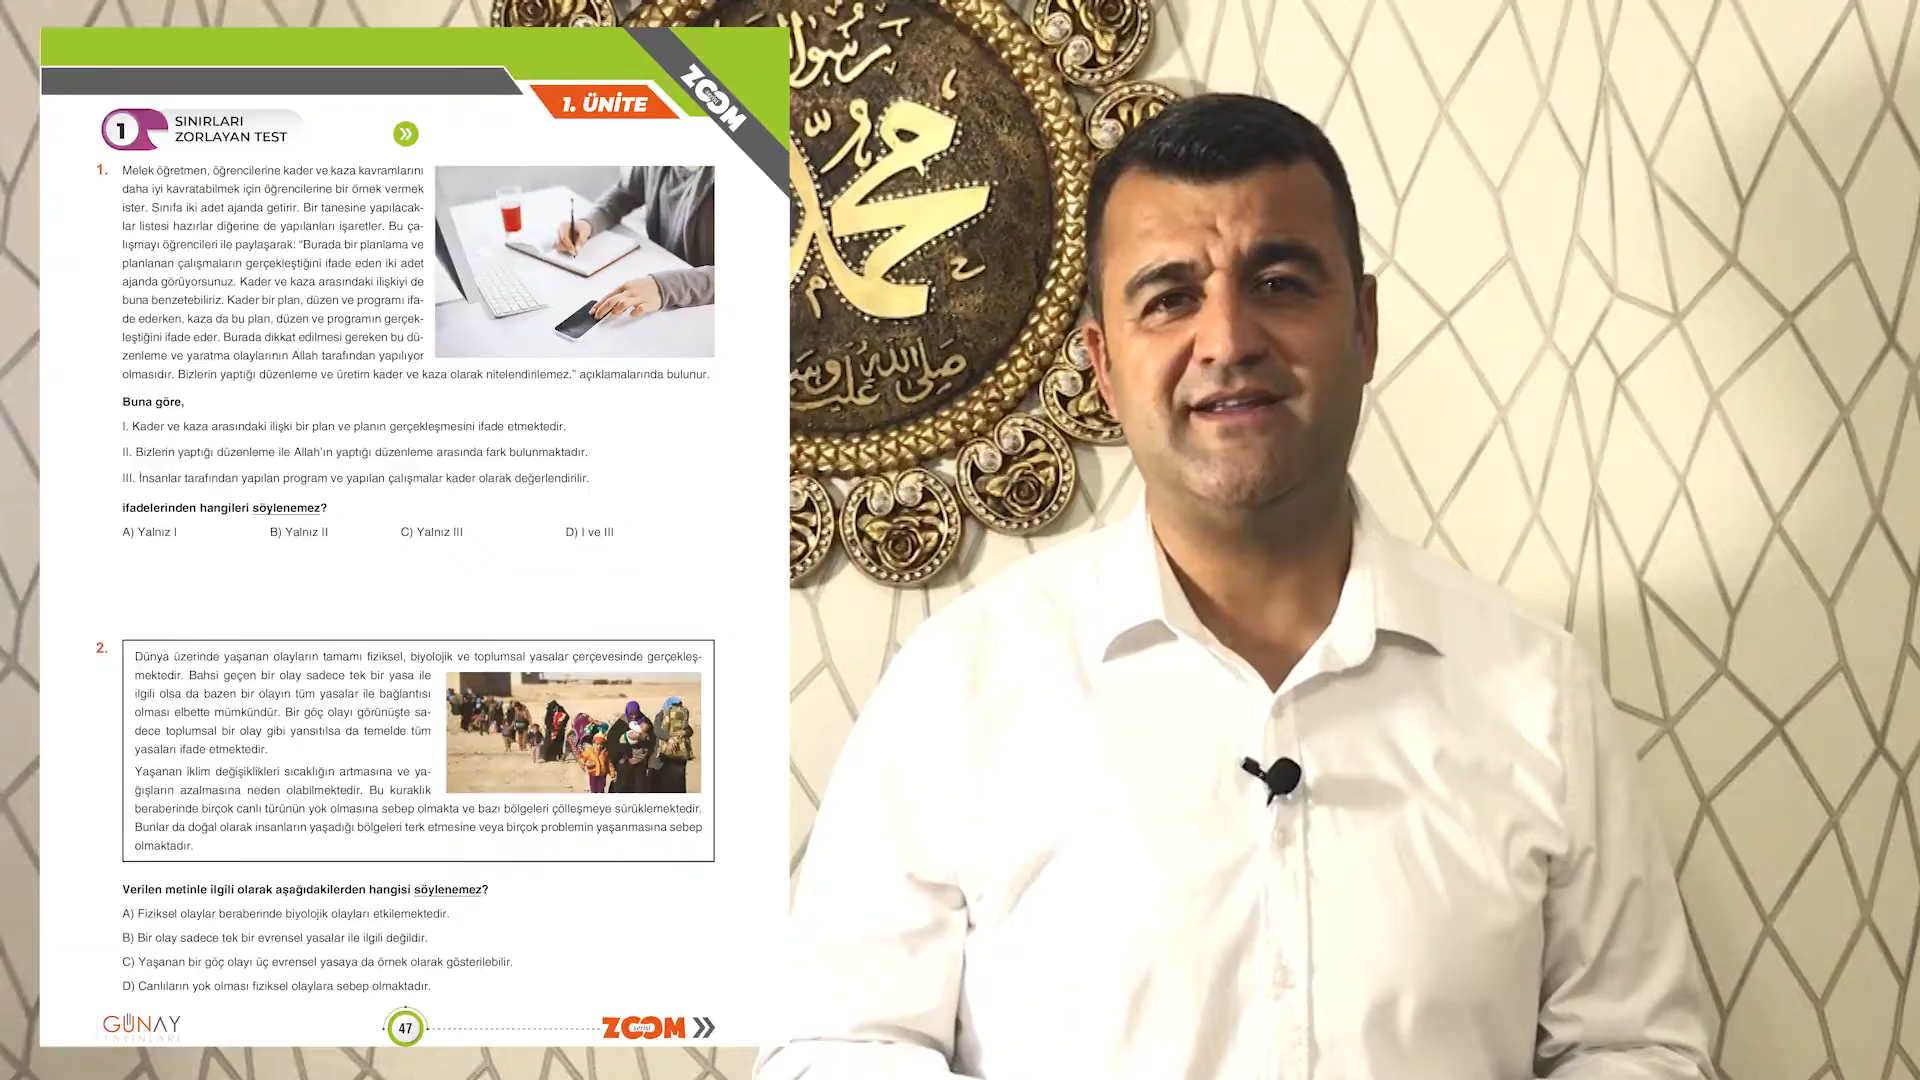 1. ÜNİTE
ZOOM
1
SINIRLARI
ZORLAYAN TEST
1. Melek öğretmen, öğrencilerine kader ve kaza kavramlarını
daha iyi kavratabilmek için öğrencilerine bir örnek vermek
ister. Sınıfa iki adet ajanda getirir. Bir tanesine yapılacak-
lar listesi hazırlar diğerine de yapılanları işaretler. Bu ça-
lışmayı öğrencileri ile paylaşarak: “Burada bir planlama ve
planlanan çalışmaların gerçekleştiğini ifade eden iki adet
ajanda görüyorsunuz. Kader ve kaza arasındaki ilişkiyi de
buna benzetebiliriz. Kader bir plan, düzen ve programı ifa-
de ederken, kaza da bu plan, düzen ve programın gerçek-
leştiğini ifade eder. Burada dikkat edilmesi gereken bu dü-
zenleme ve yaratma olaylarının Allah tarafından yapılıyor
olmasıdır. Bizlerin yaptığı düzenleme ve üretim kader ve kaza olarak nitelendirilemez.” açıklamalarında bulunur.
Buna göre,
I. Kader ve kaza arasındaki ilişki bir plan ve planın gerçekleşmesini ifade etmektedir.
II. Bizlerin yaptığı düzenleme ile Allah’ın yaptığı düzenleme arasında fark bulunmaktadır.
III. İnsanlar tarafından yapılan program ve yapılan çalışmalar kader olarak değerlendirilir.
ifadelerinden hangileri söylenemez?
A) Yalnız I B) Yalnız II C) Yalnız III D) I ve III
2. Dünya üzerinde yaşanan olayların tamamı fiziksel, biyolojik ve toplumsal yasalar çerçevesinde gerçekleş-
mektedir. Bahsi geçen bir olay sadece tek bir yasa ile
ilgili olsa da bazen bir olayın tüm yasalar ile bağlantısı
olması elbette mümkündür. Bir göç olayı görünüşte sa-
dece toplumsal bir olay gibi yansıtılsa da temelde tüm
yasaları ifade etmektedir.
Yaşanan iklim değişiklikleri sıcaklığın artmasına ve ya-
ğışların azalmasına neden olabilmektedir. Bu kuraklık
beraberinde birçok canlı türünün yok olmasına sebep olmakta ve bazı bölgeleri çölleşmeye sürüklemektedir.
Bunlar da doğal olarak insanların yaşadığı bölgeleri terk etmesine veya birçok problemin yaşanmasına sebep
olmaktadır.
Verilen metinle ilgili olarak aşağıdakilerden hangisi söylenemez?
A) Fiziksel olaylar beraberinde biyolojik olayları etkilemektedir.
B) Bir olay sadece tek bir evrensel yasalar ile ilgili değildir.
C) Yaşanan bir göç olayı üç evrensel yasaya da örnek olarak gösterilebilir.
D) Canlıların yok olması fiziksel olaylara sebep olmaktadır.
GÜNAY
YAYINLARI
47
ZOOM
serisi
رسول
محمد
صلى الله عليه وس